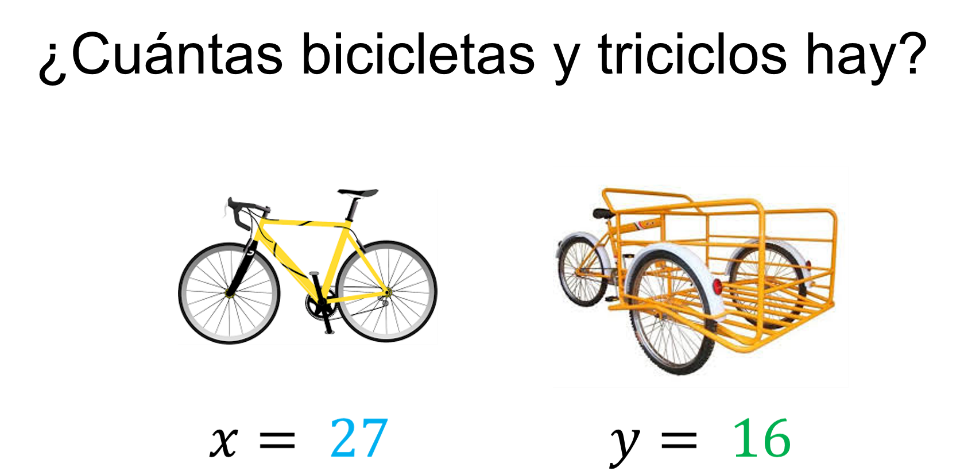 ¿Cuántas bicicletas y triciclos hay?
x = 27
y = 16